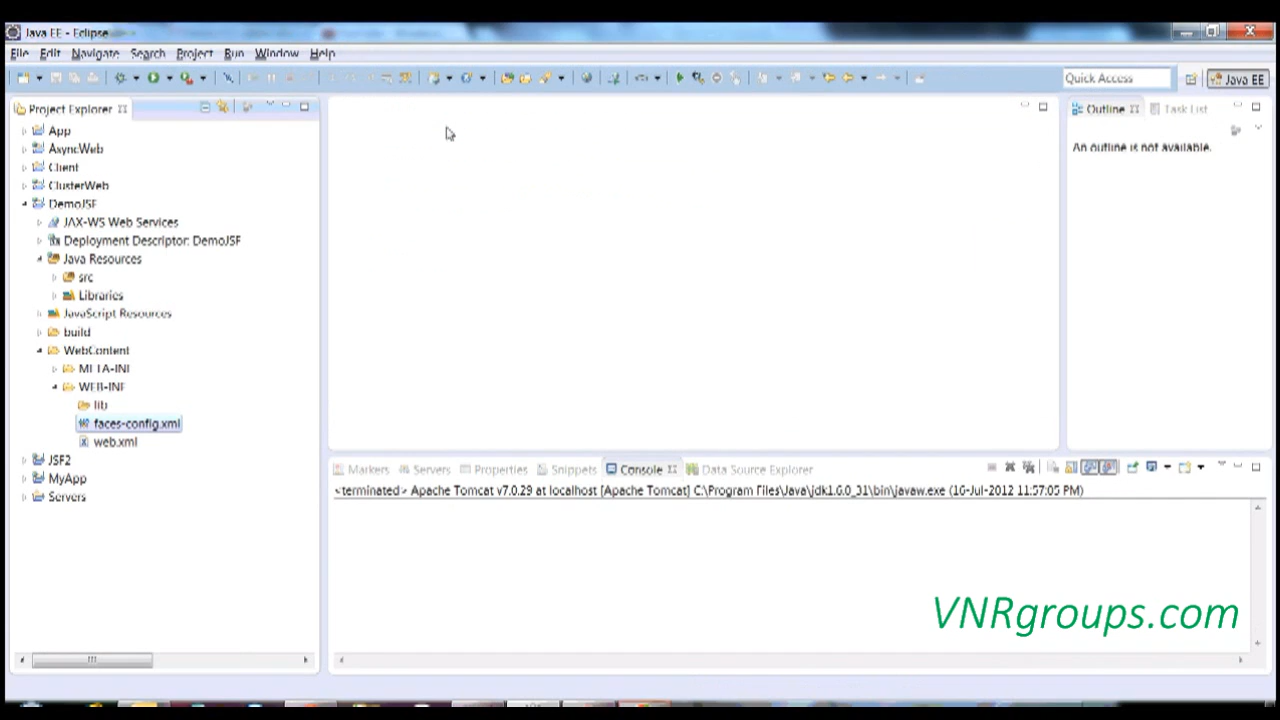 Java EE - Eclipse
File Edit Navigate Search Project Run Window Help
Quick Access
Java EE
Project Explorer
App
AsyncWeb
Client
ClusterWeb
DemoJSF
JAX-WS Web Services
Deployment Descriptor: DemoJSF
Java Resources
src
Libraries
JavaScript Resources
build
WebContent
META-INF
WEB-INF
lib
faces-config.xml
web.xml
JSF2
MyApp
Servers
Outline Task List
An outline is not available.
Markers Servers Properties Snippets Console Data Source Explorer
<terminated> Apache Tomcat v7.0.29 at localhost [Apache Tomcat] C:\Program Files\Java\jdk1.6.0_31\bin\javaw.exe (16-Jul-2012 11:57:05 PM)
VNRgroups.com